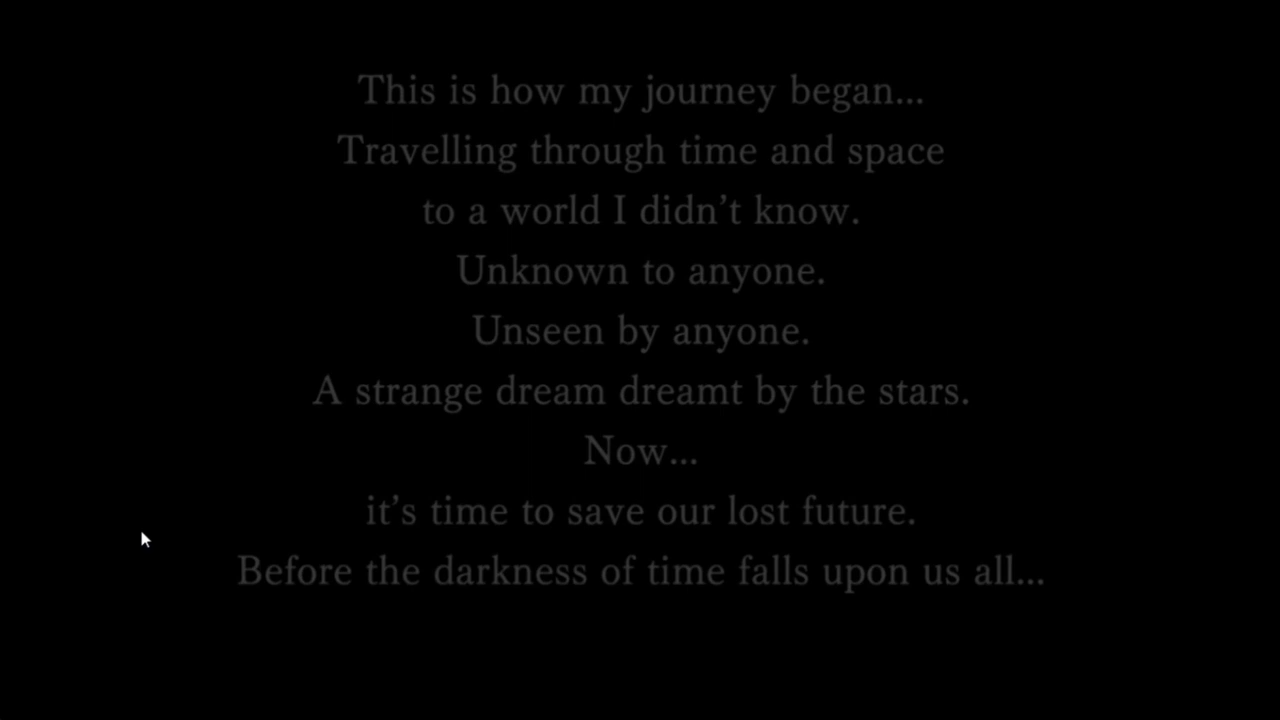 This is how my journey began...
Travelling through time and space
to a world I didn’t know.
Unknown to anyone.
Unseen by anyone.
A strange dream dreamt by the stars.
Now...
it’s time to save our lost future.
Before the darkness of time falls upon us all...